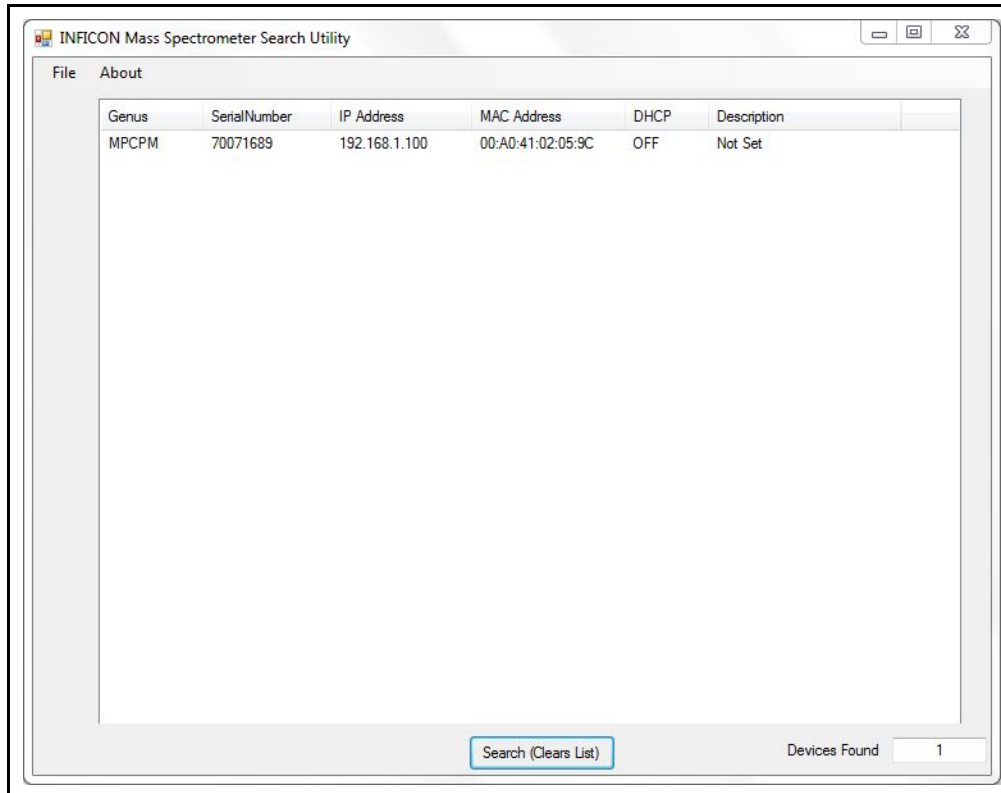 INFICON Mass Spectrometer Search Utility
File About
Genus SerialNumber IP Address MAC Address DHCP Description
MPCPM 70071689 192.168.1.100 00:A0:41:02:05:9C OFF Not Set
Search (Clears List) Devices Found 1